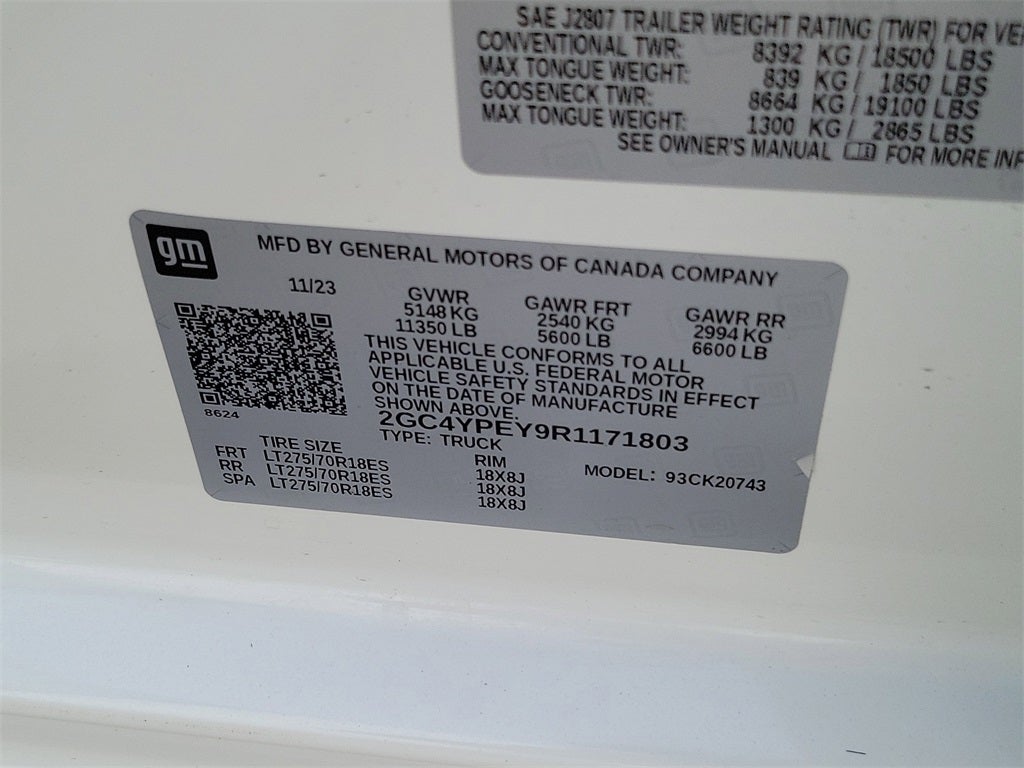 SAE J2807 TRAILER WEIGHT RATING (TWR) FOR
CONVENTIONAL TWR: 8392 KG / 18500 LBS
MAX TONGUE WEIGHT: 839 KG / 1850 LBS
GOOSENECK TWR: 8664 KG / 19100 LBS
MAX TONGUE WEIGHT: 1300 KG / 2865 LBS
SEE OWNER'S MANUAL FOR MORE
gm
MFD BY GENERAL MOTORS OF CANADA COMPANY
11/23
GVWR GAWR FRT GAWR RR
5148 KG 2540 KG 2994 KG
11350 LB 5600 LB 6600 LB
THIS VEHICLE CONFORMS TO ALL
APPLICABLE U.S. FEDERAL MOTOR
VEHICLE SAFETY STANDARDS IN EFFECT
ON THE DATE OF MANUFACTURE
SHOWN ABOVE.
8624
2GC4YPEY9R1171803
TYPE: TRUCK
MODEL: 93CK20743
TIRE SIZE RIM
FRT LT275/70R18ES 18X8J
RR LT275/70R18ES 18X8J
SPA LT275/70R18ES 18X8J